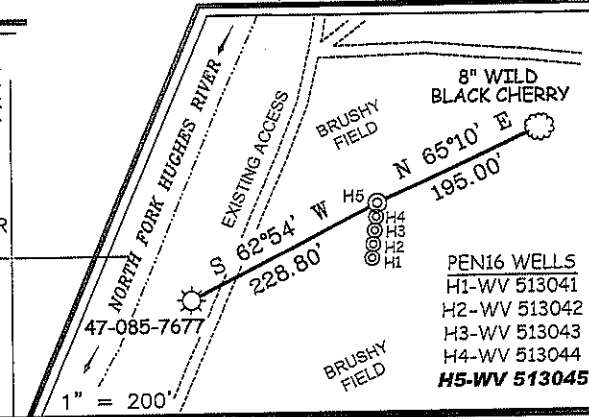 8" WILD
BLACK CHERRY
NORTH FORK HUGHES RIVER
EXISTING ACCESS
BRUSHY
FIELD
N 65°10' E
195.00'
H5
H4
H3
H2
H1
S 62°54' W
228.80'
47-085-7677
PEN16 WELLS
H1-WV 513041
H2-WV 513042
H3-WV 513043
H4-WV 513044
H5-WV 513045
BRUSHY
FIELD
1" = 200'
R